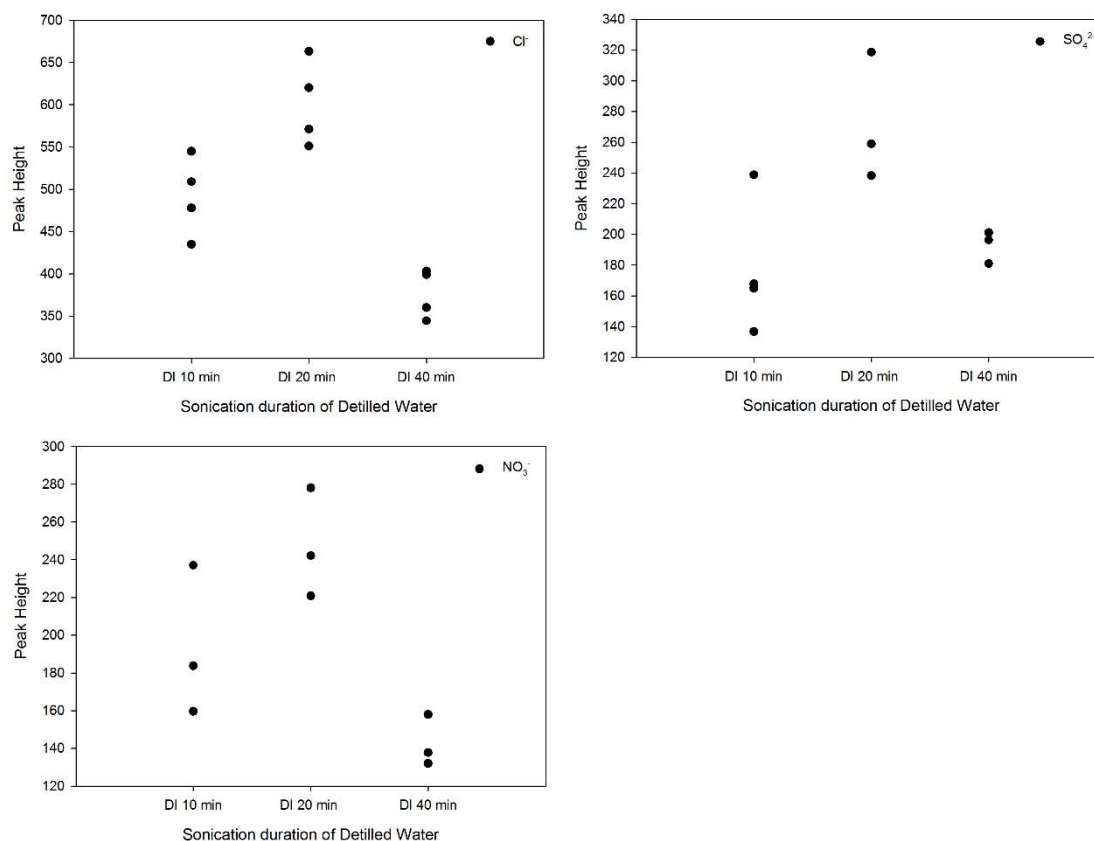 700
650
600
550
500
450
400
350
300
Peak Height
Cl⁻
DI 10 min DI 20 min DI 40 min
Sonication duration of Detilled Water
340
320
300
280
260
240
220
200
180
160
140
120
Peak Height
SO₄²⁻
DI 10 min DI 20 min DI 40 min
Sonication duration of Detilled Water
300
280
260
240
220
200
180
160
140
120
Peak Height
NO₃⁻
DI 10 min DI 20 min DI 40 min
Sonication duration of Detilled Water